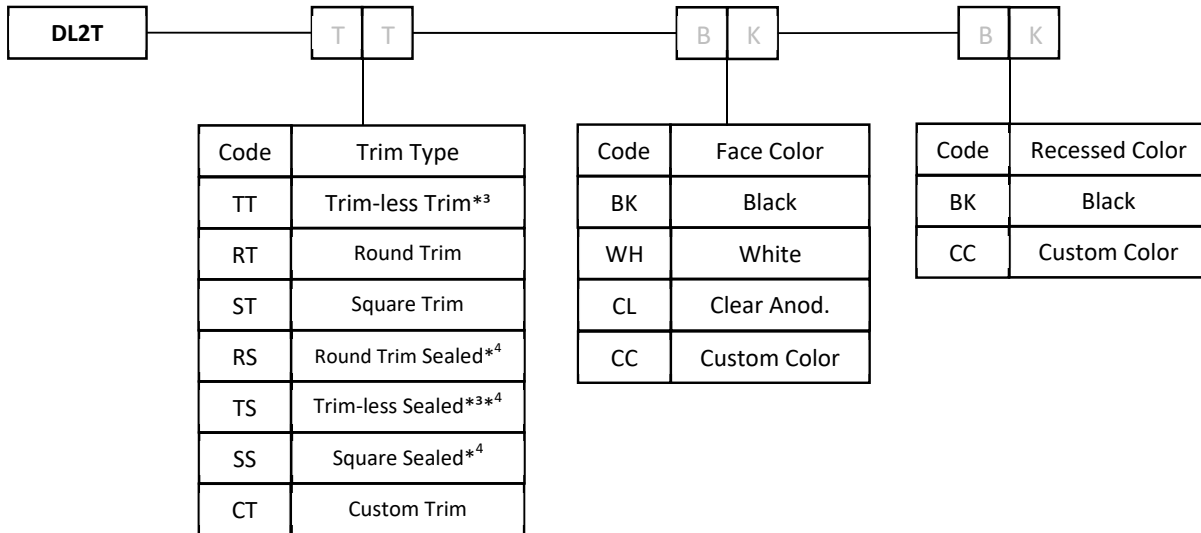 DL2T T T B K B K
Code Trim Type
TT Trim-less Trim*³
RT Round Trim
ST Square Trim
RS Round Trim Sealed*⁴
TS Trim-less Sealed*³*⁴
SS Square Sealed*⁴
CT Custom Trim
Code Face Color
BK Black
WH White
CL Clear Anod.
CC Custom Color
Code Recessed Color
BK Black
CC Custom Color